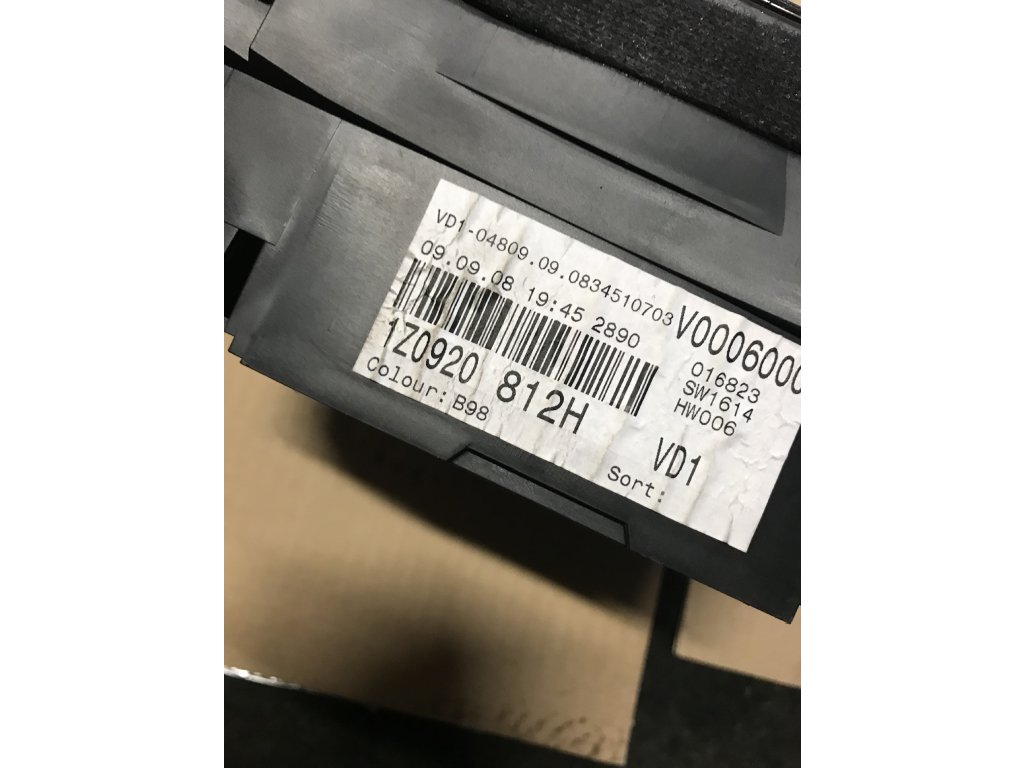 VD1-04809.09.0834510703
09.09.08 19:45 2890
V0006000
016823
SW1614
HW006
1Z0920 812H
Colour: B98
VD1
Sort: